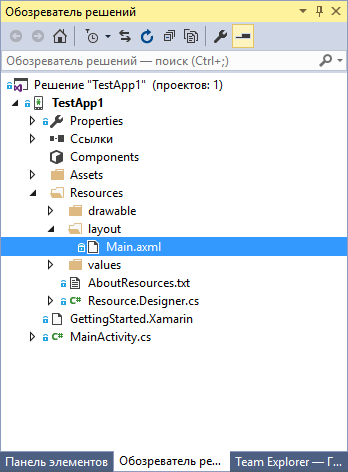 Обозреватель решений
Обозреватель решений — поиск (Ctrl+;)
Решение "TestApp1" (проектов: 1)
TestApp1
Properties
Ссылки
Components
Assets
Resources
drawable
layout
Main.axml
values
AboutResources.txt
Resource.Designer.cs
GettingStarted.Xamarin
MainActivity.cs
Панель элементов Обозреватель ре... Team Explorer — Г...